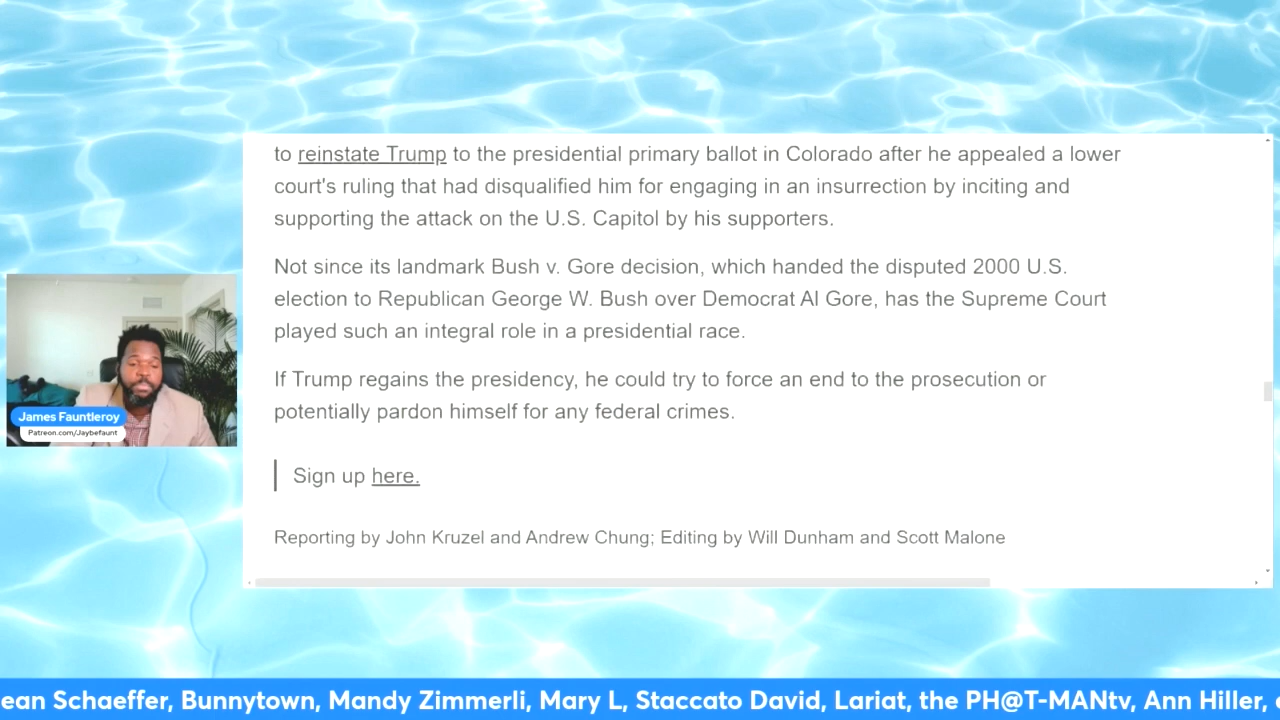 to reinstate Trump to the presidential primary ballot in Colorado after he appealed a lower
court's ruling that had disqualified him for engaging in an insurrection by inciting and
supporting the attack on the U.S. Capitol by his supporters.
Not since its landmark Bush v. Gore decision, which handed the disputed 2000 U.S.
election to Republican George W. Bush over Democrat Al Gore, has the Supreme Court
played such an integral role in a presidential race.
If Trump regains the presidency, he could try to force an end to the prosecution or
potentially pardon himself for any federal crimes.
Sign up here.
Reporting by John Kruzel and Andrew Chung; Editing by Will Dunham and Scott Malone
James Fauntleroy
Patreon.com/Jaybefaunt
ean Schaeffer, Bunnytown, Mandy Zimmerli, Mary L, Staccato David, Lariat, the PH@T-MANtv, Ann Hiller,